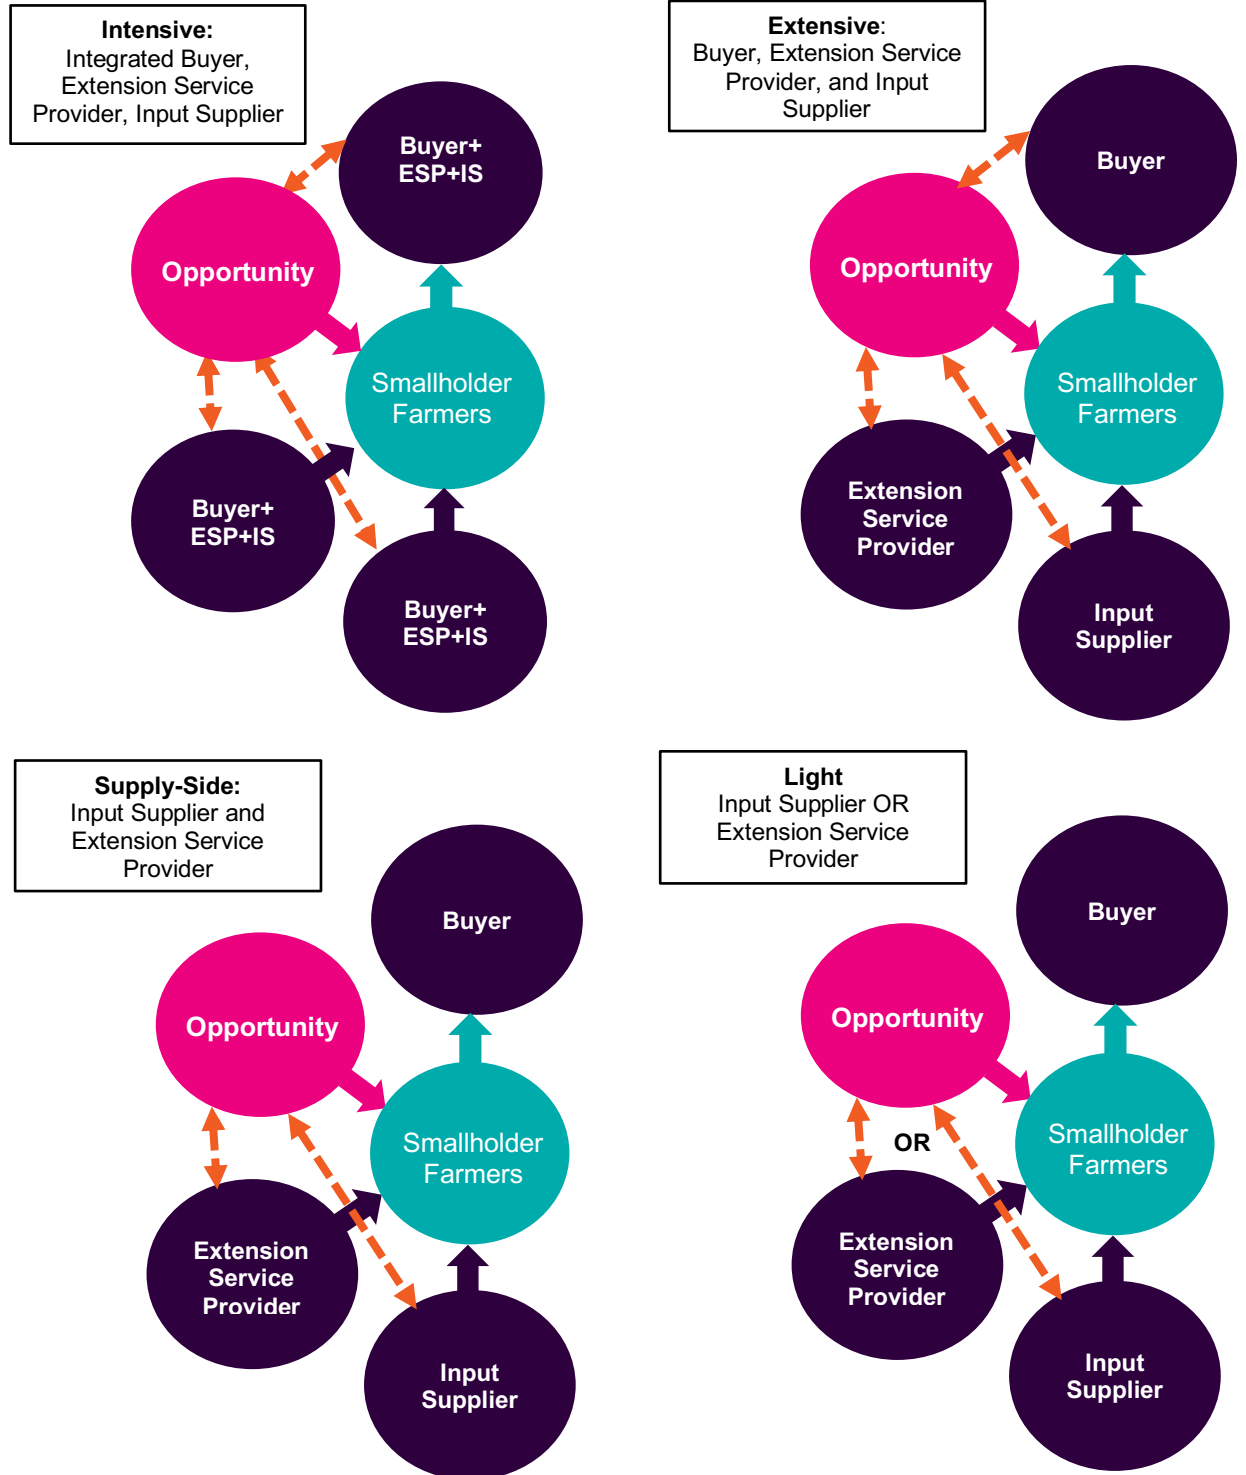 Intensive:
Integrated Buyer,
Extension Service
Provider, Input Supplier
Buyer+
ESP+IS
Opportunity
Smallholder
Farmers
Buyer+
ESP+IS
Buyer+
ESP+IS
Extensive:
Buyer, Extension Service
Provider, and Input
Supplier
Buyer
Opportunity
Smallholder
Farmers
Extension
Service
Provider
Input
Supplier
Supply-Side:
Input Supplier and
Extension Service
Provider
Buyer
Opportunity
Smallholder
Farmers
Extension
Service
Provider
Input
Supplier
Light
Input Supplier OR
Extension Service
Provider
Buyer
Opportunity
OR
Smallholder
Farmers
Extension
Service
Provider
Input
Supplier